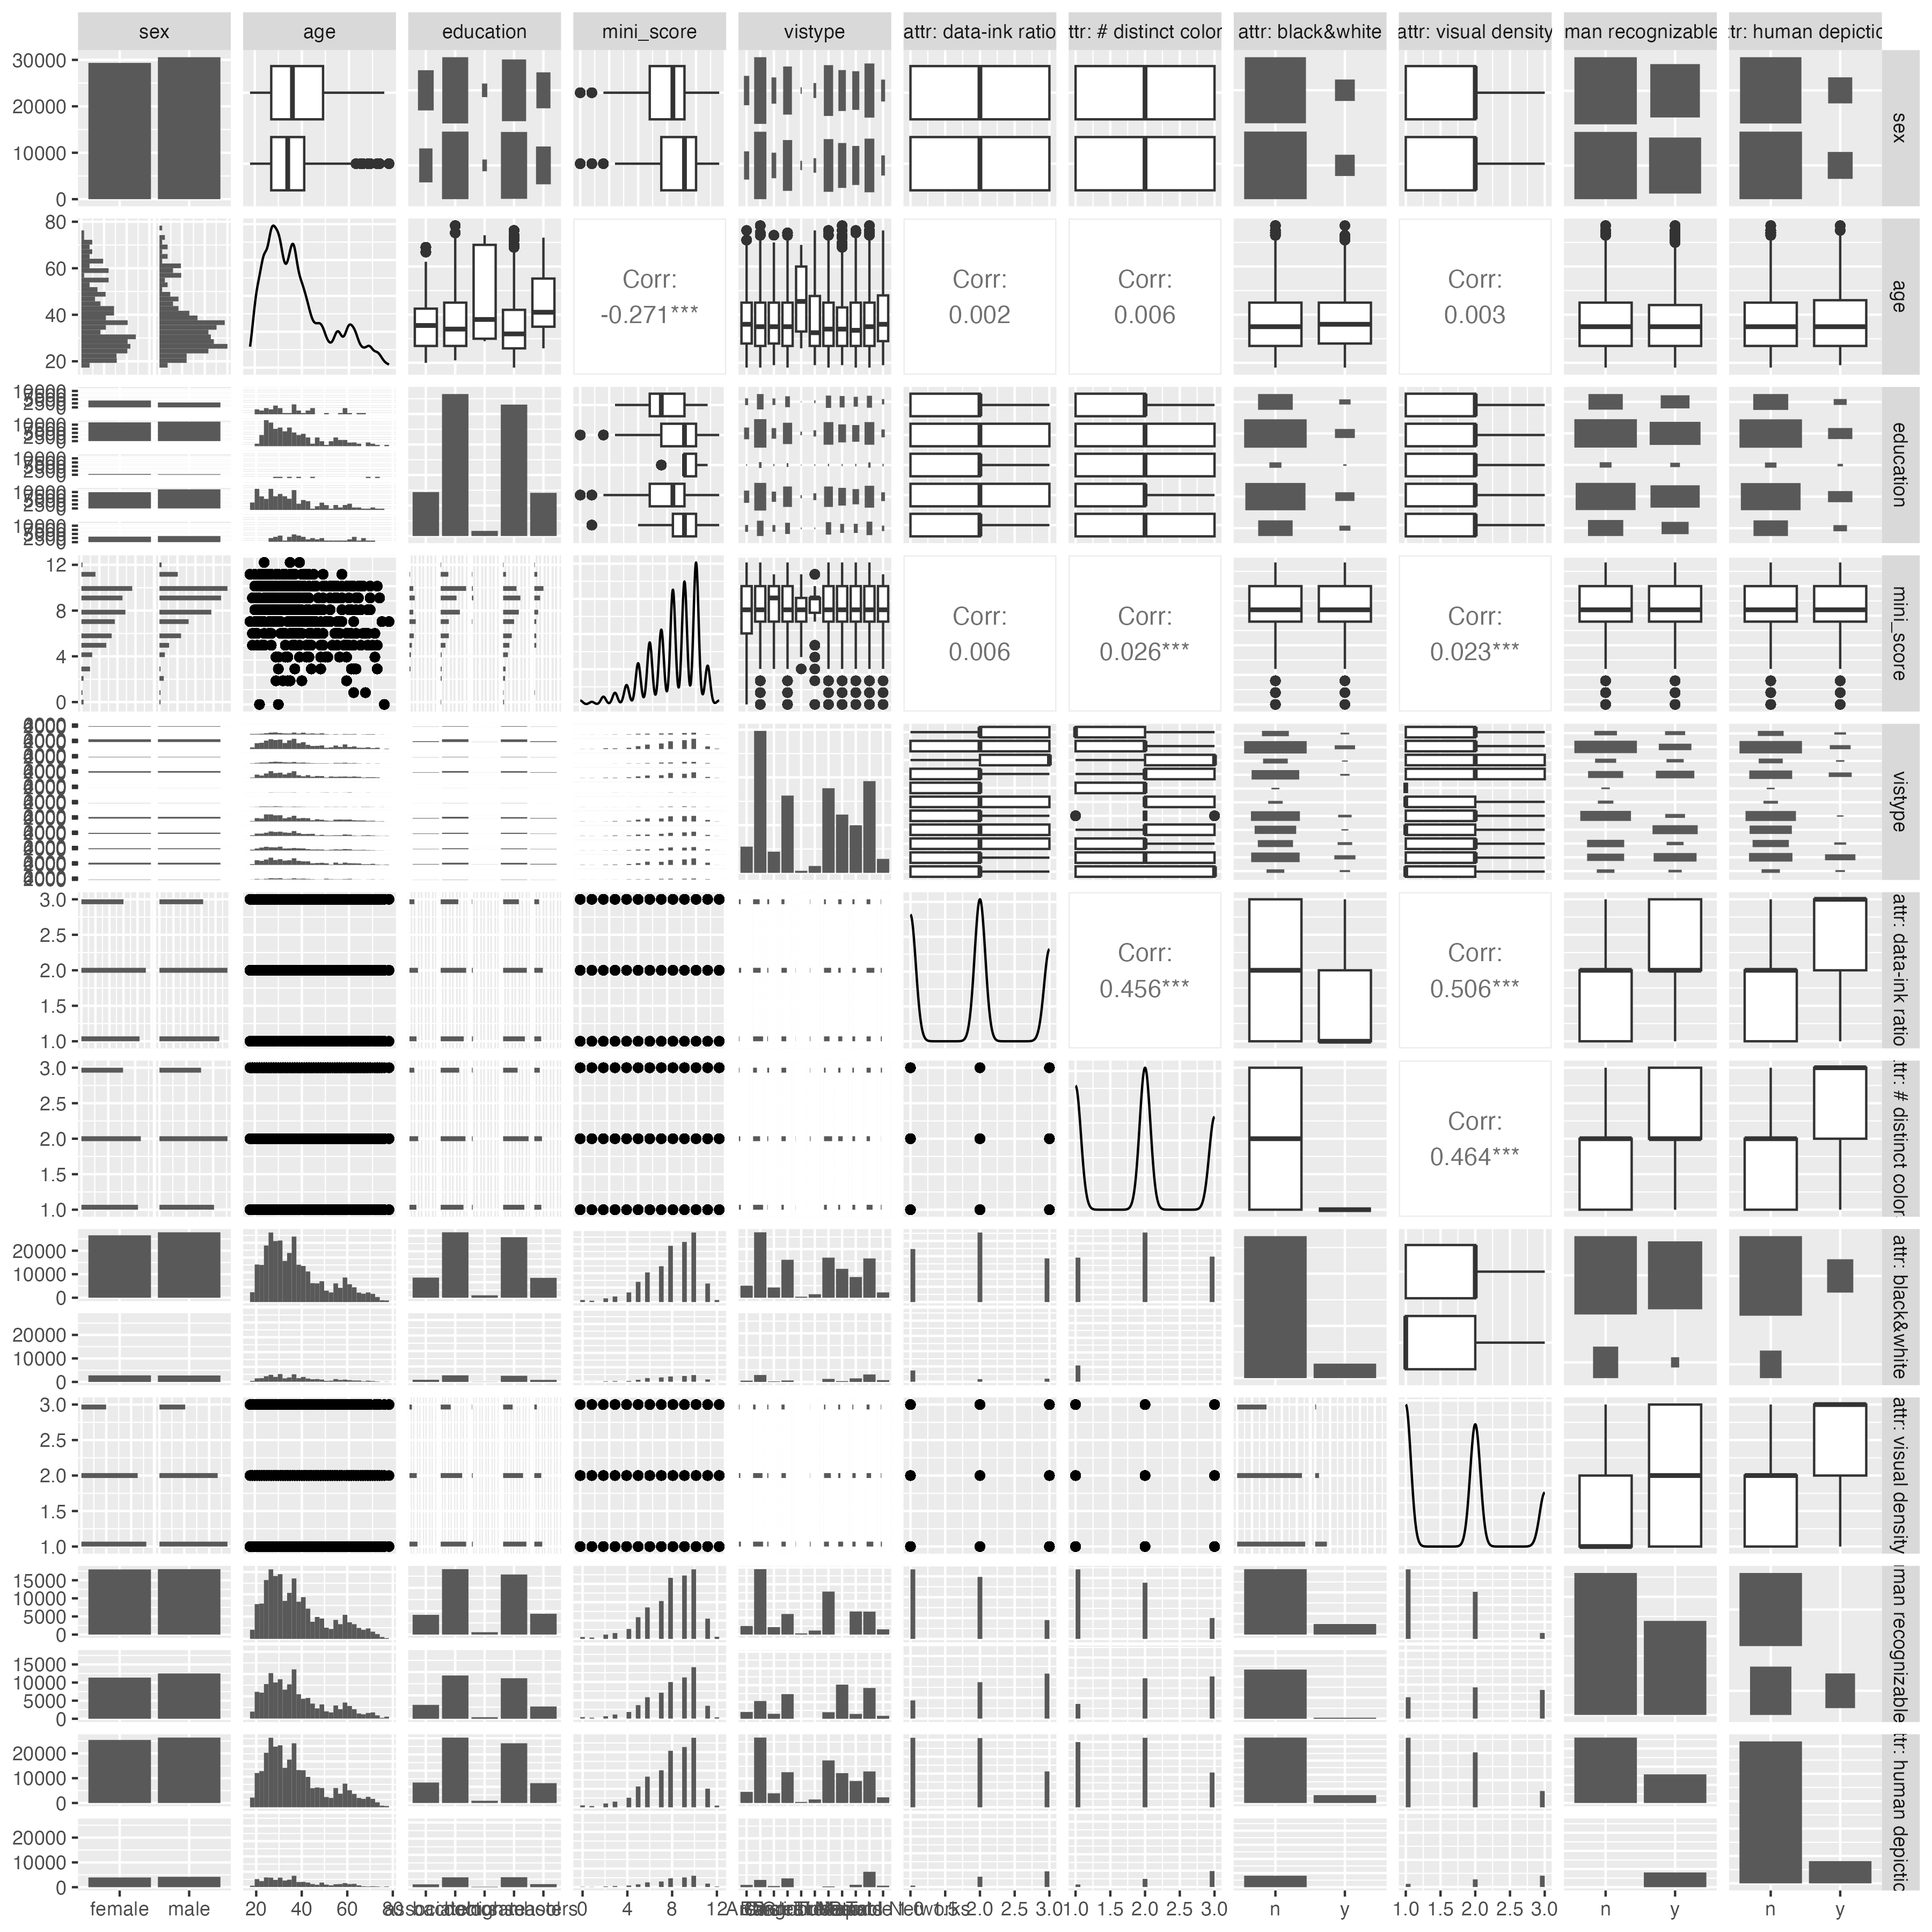 sex
age
education
mini_score
vistype
attr: data-ink ratio
ttr: # distinct color
attr: black&white
attr: visual density
man recognizable
tr: human depictic
30000
20000
10000
0
sex
80
60
40
20
Corr:
-0.271***
Corr:
0.002
Corr:
0.006
Corr:
0.003
age
education
12
8
4
0
Corr:
0.006
Corr:
0.026***
Corr:
0.023***
mini_score
vistype
3.0
2.5
2.0
1.5
1.0
Corr:
0.456***
Corr:
0.506***
attr: data-ink ratio
3.0
2.5
2.0
1.5
1.0
Corr:
0.464***
ttr: # distinct color
20000
10000
0
20000
10000
0
attr: black&white
3.0
2.5
2.0
1.5
1.0
attr: visual density
15000
10000
5000
0
15000
10000
5000
0
man recognizable
20000
10000
0
20000
10000
0
ttr: human depictic
female male
20 40 60
4 8 12
2.0 2.5 3.0
1.0 1.5 2.0 2.5 3.0
n y
1.0 1.5 2.0 2.5 3.0
n y
n y